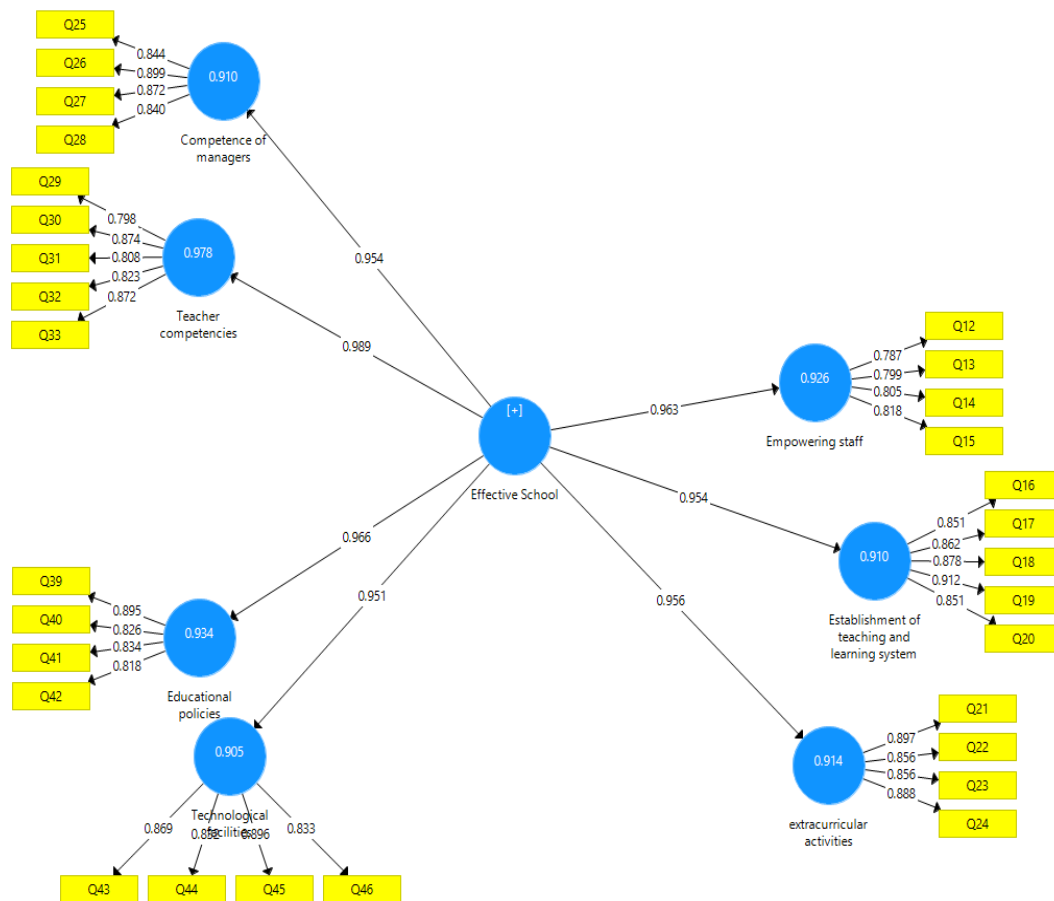 Q25
Q26
Q27
Q28
0.844
0.899
0.872
0.840
0.910
Competence of
managers
Q29
Q30
Q31
Q32
Q33
0.798
0.874
0.808
0.823
0.872
0.978
Teacher
competencies
0.954
0.989
[+]
Effective School
0.963
0.954
0.956
0.966
0.951
0.926
Empowering staff
0.787
0.799
0.805
0.818
Q12
Q13
Q14
Q15
0.910
Establishment of
teaching and
learning system
0.851
0.862
0.878
0.912
0.851
Q16
Q17
Q18
Q19
Q20
0.914
extracurricular
activities
0.897
0.856
0.856
0.888
Q21
Q22
Q23
Q24
Q39
Q40
Q41
Q42
0.895
0.826
0.834
0.818
0.934
Educational
policies
0.905
Technological
facilities
0.869
0.896
0.833
Q43
Q44
Q45
Q46